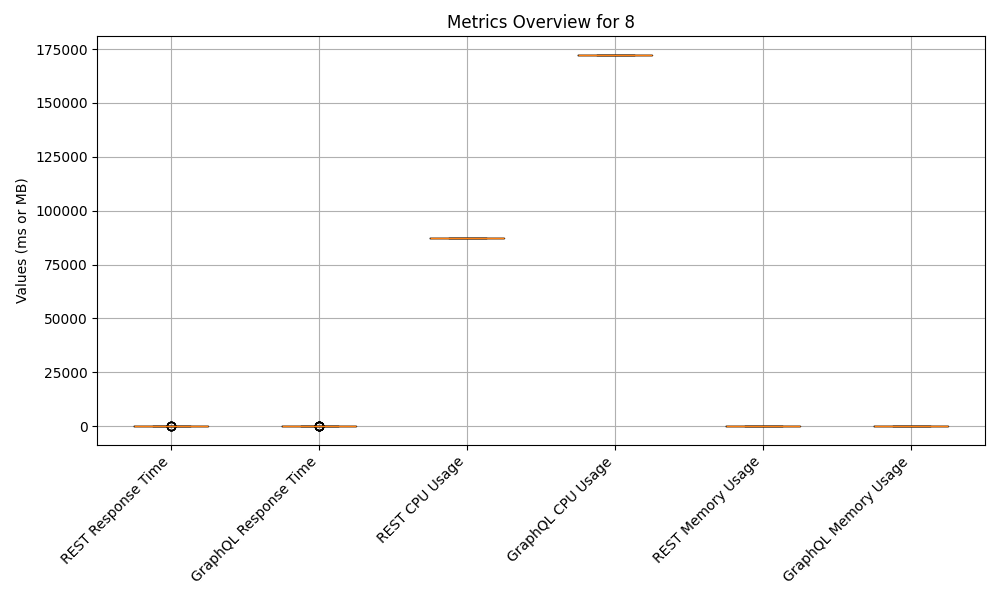 Metrics Overview for 8
Values (ms or MB)
175000
150000
125000
100000
75000
50000
25000
0
REST Response Time
GraphQL Response Time
REST CPU Usage
GraphQL CPU Usage
REST Memory Usage
GraphQL Memory Usage